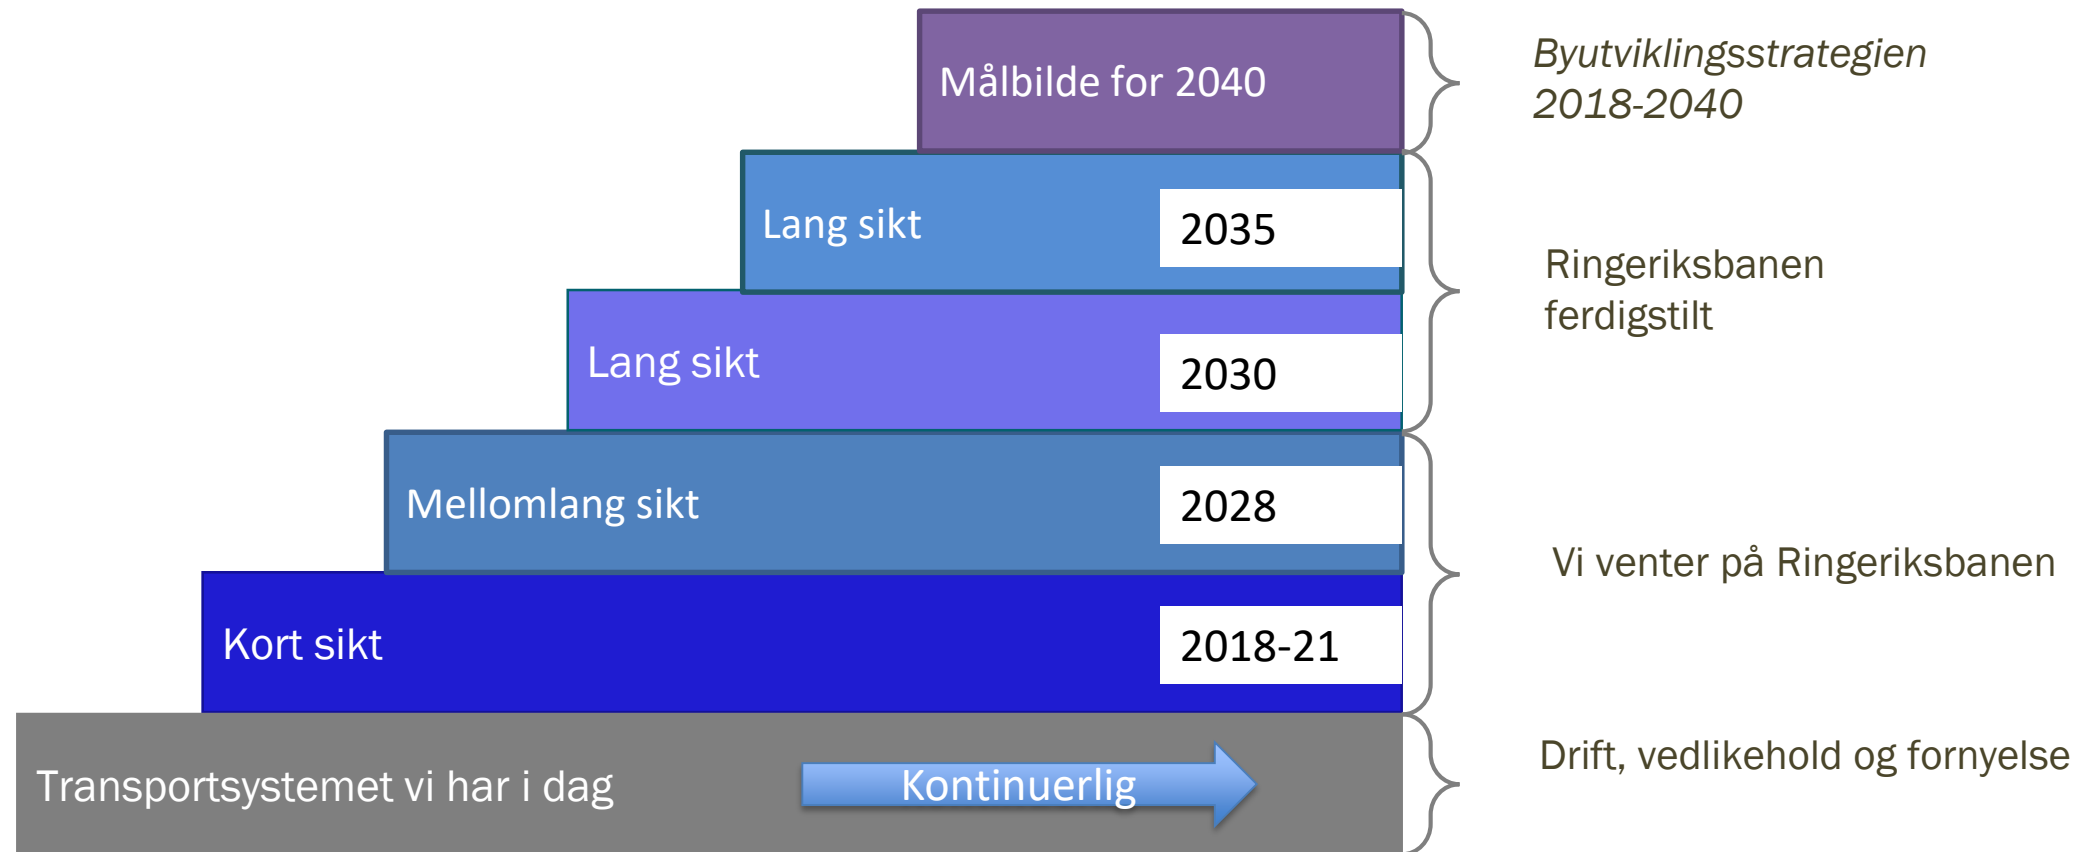 Målbilde for 2040
Byutviklingsstrategien
2018-2040
Lang sikt
2035
Ringeriksbanen
ferdigstilt
Lang sikt
2030
Mellomlang sikt
2028
Vi venter på Ringeriksbanen
Kort sikt
2018-21
Transportsystemet vi har i dag
Kontinuerlig
Drift, vedlikehold og fornyelse